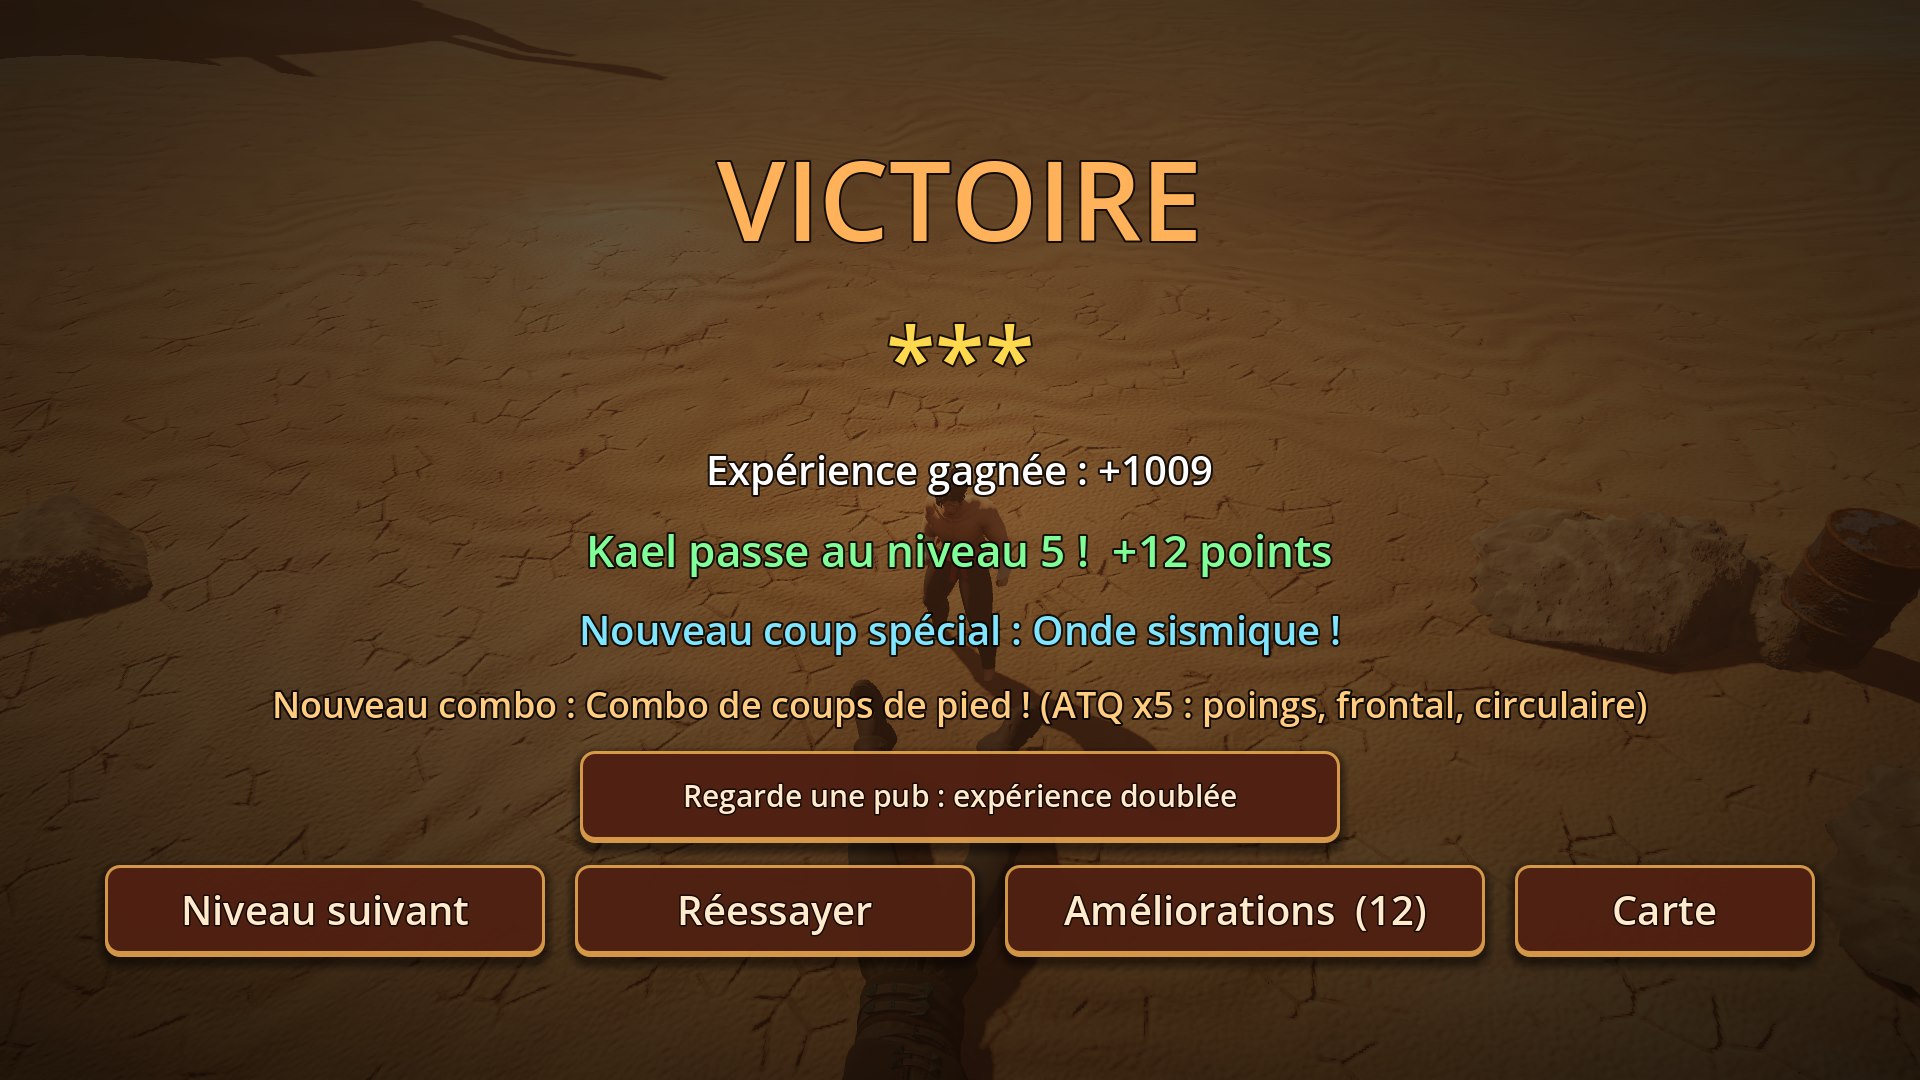 VICTOIRE
***
Expérience gagnée : +1009
Kael passe au niveau 5 ! +12 points
Nouveau coup spécial : Onde sismique !
Nouveau combo : Combo de coups de pied ! (ATQ x5 : poings, frontal, circulaire)
Regarde une pub : expérience doublée
Niveau suivant
Réessayer
Améliorations (12)
Carte